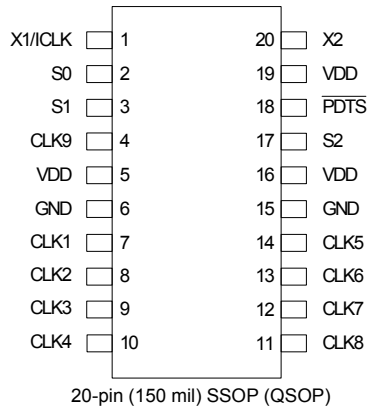 X1/ICLK 1 20 X2
S0 2 19 VDD
S1 3 18 PDTS
CLK9 4 17 S2
VDD 5 16 VDD
GND 6 15 GND
CLK1 7 14 CLK5
CLK2 8 13 CLK6
CLK3 9 12 CLK7
CLK4 10 11 CLK8
20-pin (150 mil) SSOP (QSOP)